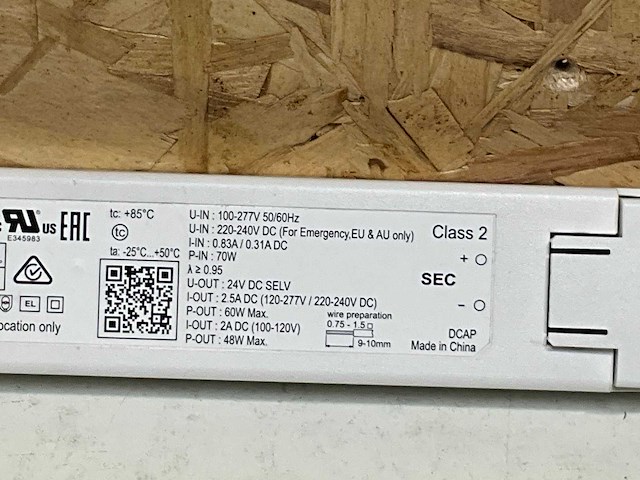 US
E345983
EAC
tc: +85°C
tc
ta: -25°C...+50°C
EL
location only
U-IN : 100-277V 50/60Hz
U-IN : 220-240V DC (For Emergency,EU & AU only)
I-IN : 0.83A / 0.31A DC
P-IN : 70W
λ ≥ 0.95
U-OUT : 24V DC SELV
I-OUT : 2.5A DC (120-277V / 220-240V DC)
P-OUT : 60W Max.
I-OUT : 2A DC (100-120V)
P-OUT : 48W Max.
wire preparation
0.75 - 1.5□
9-10mm
Class 2
+
SEC
-
DCAP
Made in China